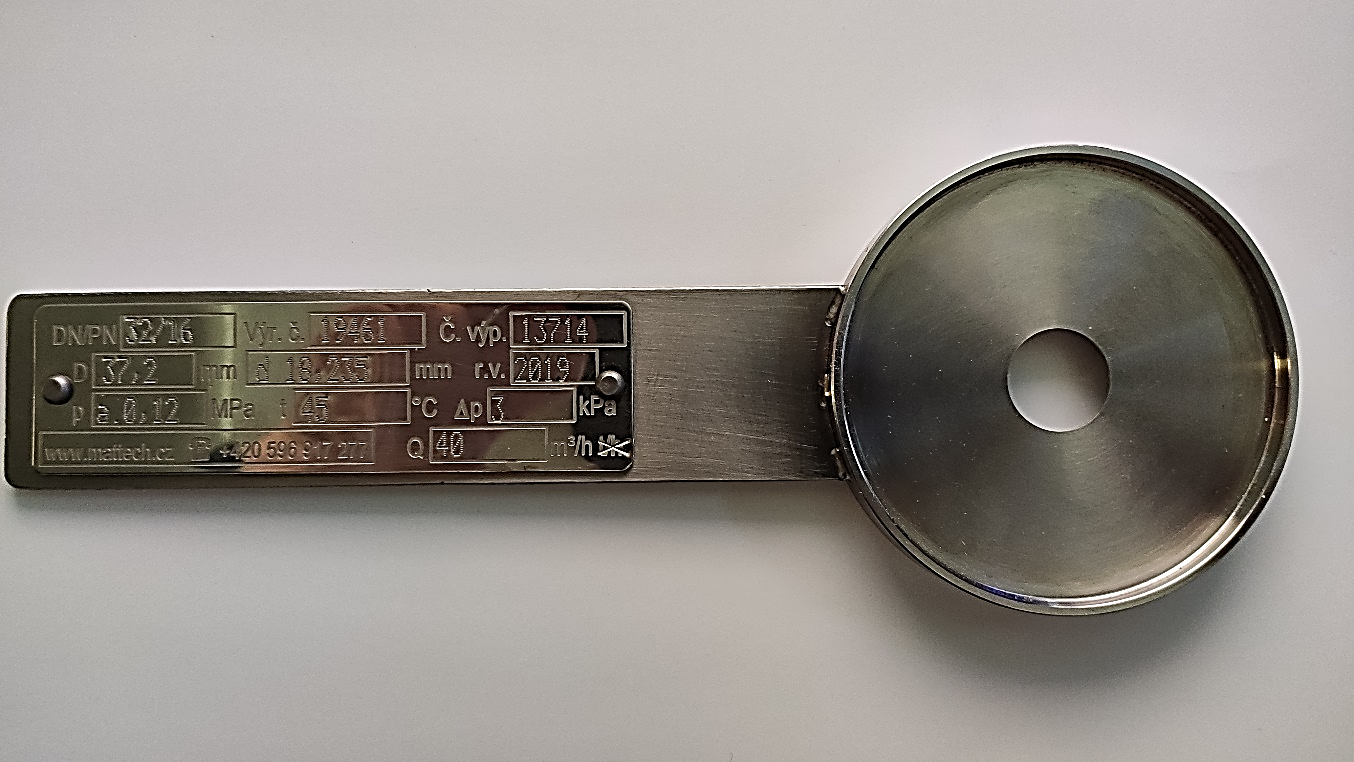 DN/PN 32/16 Výr. č. 19461 Č. výp. 13714
D 37,2 mm d 18,235 mm r.v. 2019
p a.0,12 MPa t 45 °C Δp 3 kPa
www.mattech.cz ☎ +420 596 917 277 Q 40 m³/h t/h